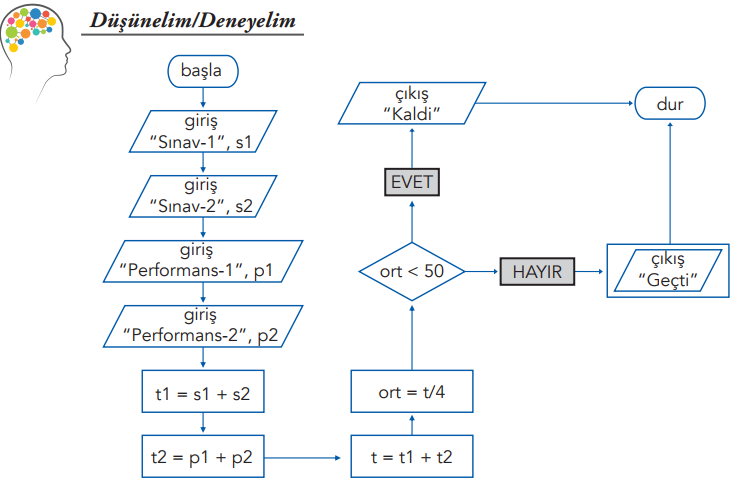 Düşünelim/Deneyelim
başla
giriş
“Sınav-1”, s1
giriş
“Sınav-2”, s2
giriş
“Performans-1”, p1
giriş
“Performans-2”, p2
t1 = s1 + s2
t2 = p1 + p2
t = t1 + t2
ort = t/4
ort < 50
EVET
çıkış
“Kaldi”
HAYIR
çıkış
“Geçti”
dur